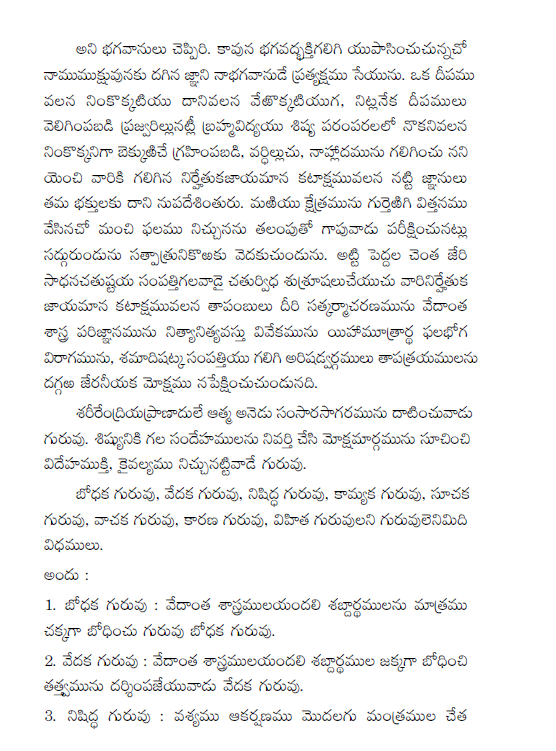 అని భగవానులు చెప్పిరి. కావున భగవద్భక్తిగలిగి యుపాసించుచున్నచో
నాముముక్షువునకు దగిన జ్ఞాని నాభగవానుడే ప్రత్యక్షము సేయును. ఒక దీపము
వలన నింకొక్కటియు దానివలన వేఱొక్కటియుగ, నిట్లనేక దీపములు
వెలిగింపబడి ప్రజ్వరిల్లునట్లీ బ్రహ్మవిద్యయు శిష్య పరంపరలలో నొకనివలన
నింకొక్కనిగా బెక్కుఱిచే గ్రహింపబడి, వర్ధిల్లుచు, నాహ్లాదమును గలిగించు నని
యెంచి వారికి గలిగిన నిర్హేతుకజాయమాన కటాక్షమువలన నట్టి జ్ఞానులు
తమ భక్తులకు దాని నుపదేశింతురు. మఱియు క్షేత్రమును గుర్తెఱిగి విత్తనము
వేసినచో మంచి ఫలము నిచ్చునను తలంపుతో గాపువాడు పరీక్షించునట్లు
సద్గురుండును సత్పాత్రునికొఱకు వెదకుచుండును. అట్టి పెద్దల చెంత జేరి
సాధనచతుష్టయ సంపత్తిగలవాడై చతుర్విధ శుశ్రూషలుచేయుచు వారినిర్హేతుక
జాయమాన కటాక్షమువలన తాపంబులు దీరి సత్కర్మాచరణమును వేదాంత
శాస్త్ర పరిజ్ఞానమును నిత్యానిత్యవస్తు వివేకమును యిహామూత్రార్థ ఫలభోగ
విరాగమును, శమాదిషట్క సంపత్తియు గలిగి అరిషడ్వర్గములు తాపత్రయములను
దగ్గఱ జేరనీయక మోక్షము నపేక్షించుచుండునది.
శరీరేంద్రియప్రాణాదులే ఆత్మ అనెడు సంసారసాగరమును దాటించువాడు
గురువు. శిష్యునికి గల సందేహములను నివర్తి చేసి మోక్షమార్గమును సూచించి
విదేహముక్తి, కైవల్యము నిచ్చునట్టివాడే గురువు.
బోధక గురువు, వేదక గురువు, నిషిద్ధ గురువు, కామ్యక గురువు, సూచక
గురువు, వాచక గురువు, కారణ గురువు, విహిత గురువులని గురువులెనిమిది
విధములు.
అందు :
1. బోధక గురువు : వేదాంత శాస్త్రములయందలి శబ్దార్థములను మాత్రము
చక్కగా బోధించు గురువు బోధక గురువు.
2. వేదక గురువు : వేదాంత శాస్త్రములయందలి శబ్దార్థముల జక్కగా బోధించి
తత్త్వమును దర్శింపజేయువాడు వేదక గురువు.
3. నిషిద్ధ గురువు : వశ్యము ఆకర్షణము మొదలగు మంత్రముల చేత